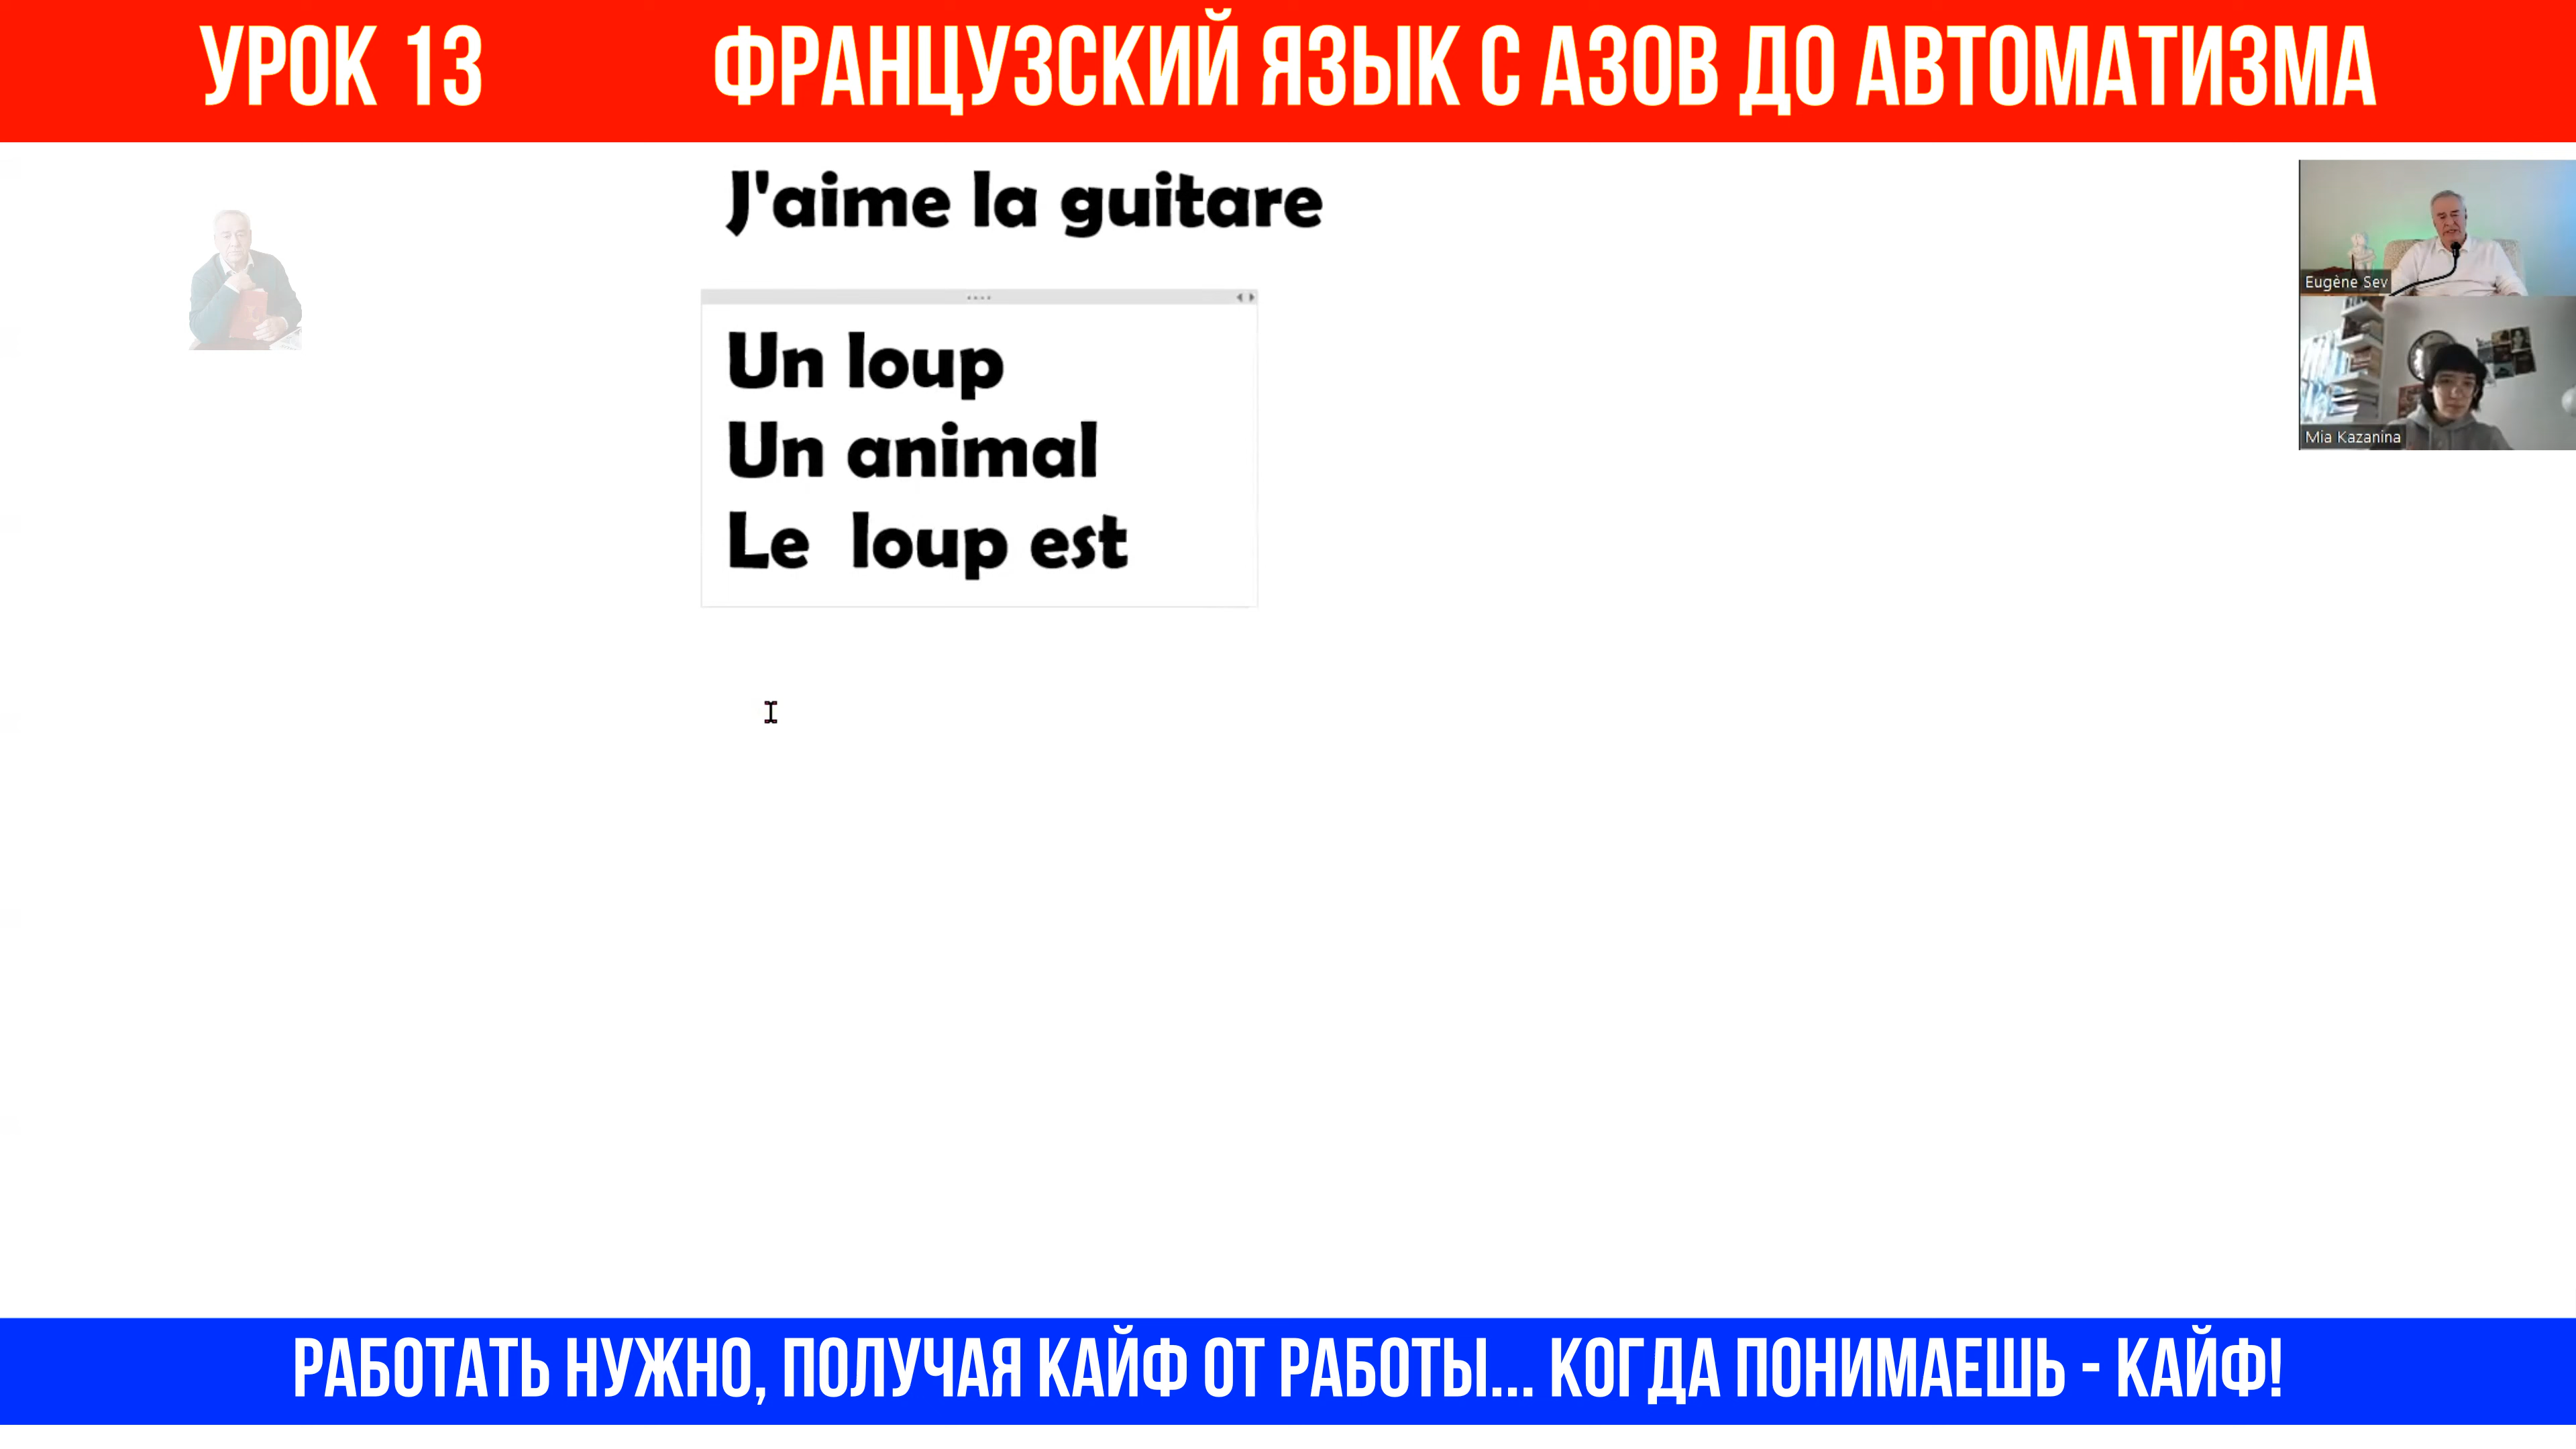 УРОК 13 ФРАНЦУЗСКИЙ ЯЗЫК С АЗОВ ДО АВТОМАТИЗМА
J'aime la guitare
Un loup
Un animal
Le loup est
Eugène Sev
Mia Kazanina
РАБОТАТЬ НУЖНО, ПОЛУЧАЯ КАЙФ ОТ РАБОТЫ... КОГДА ПОНИМАЕШЬ - КАЙФ!